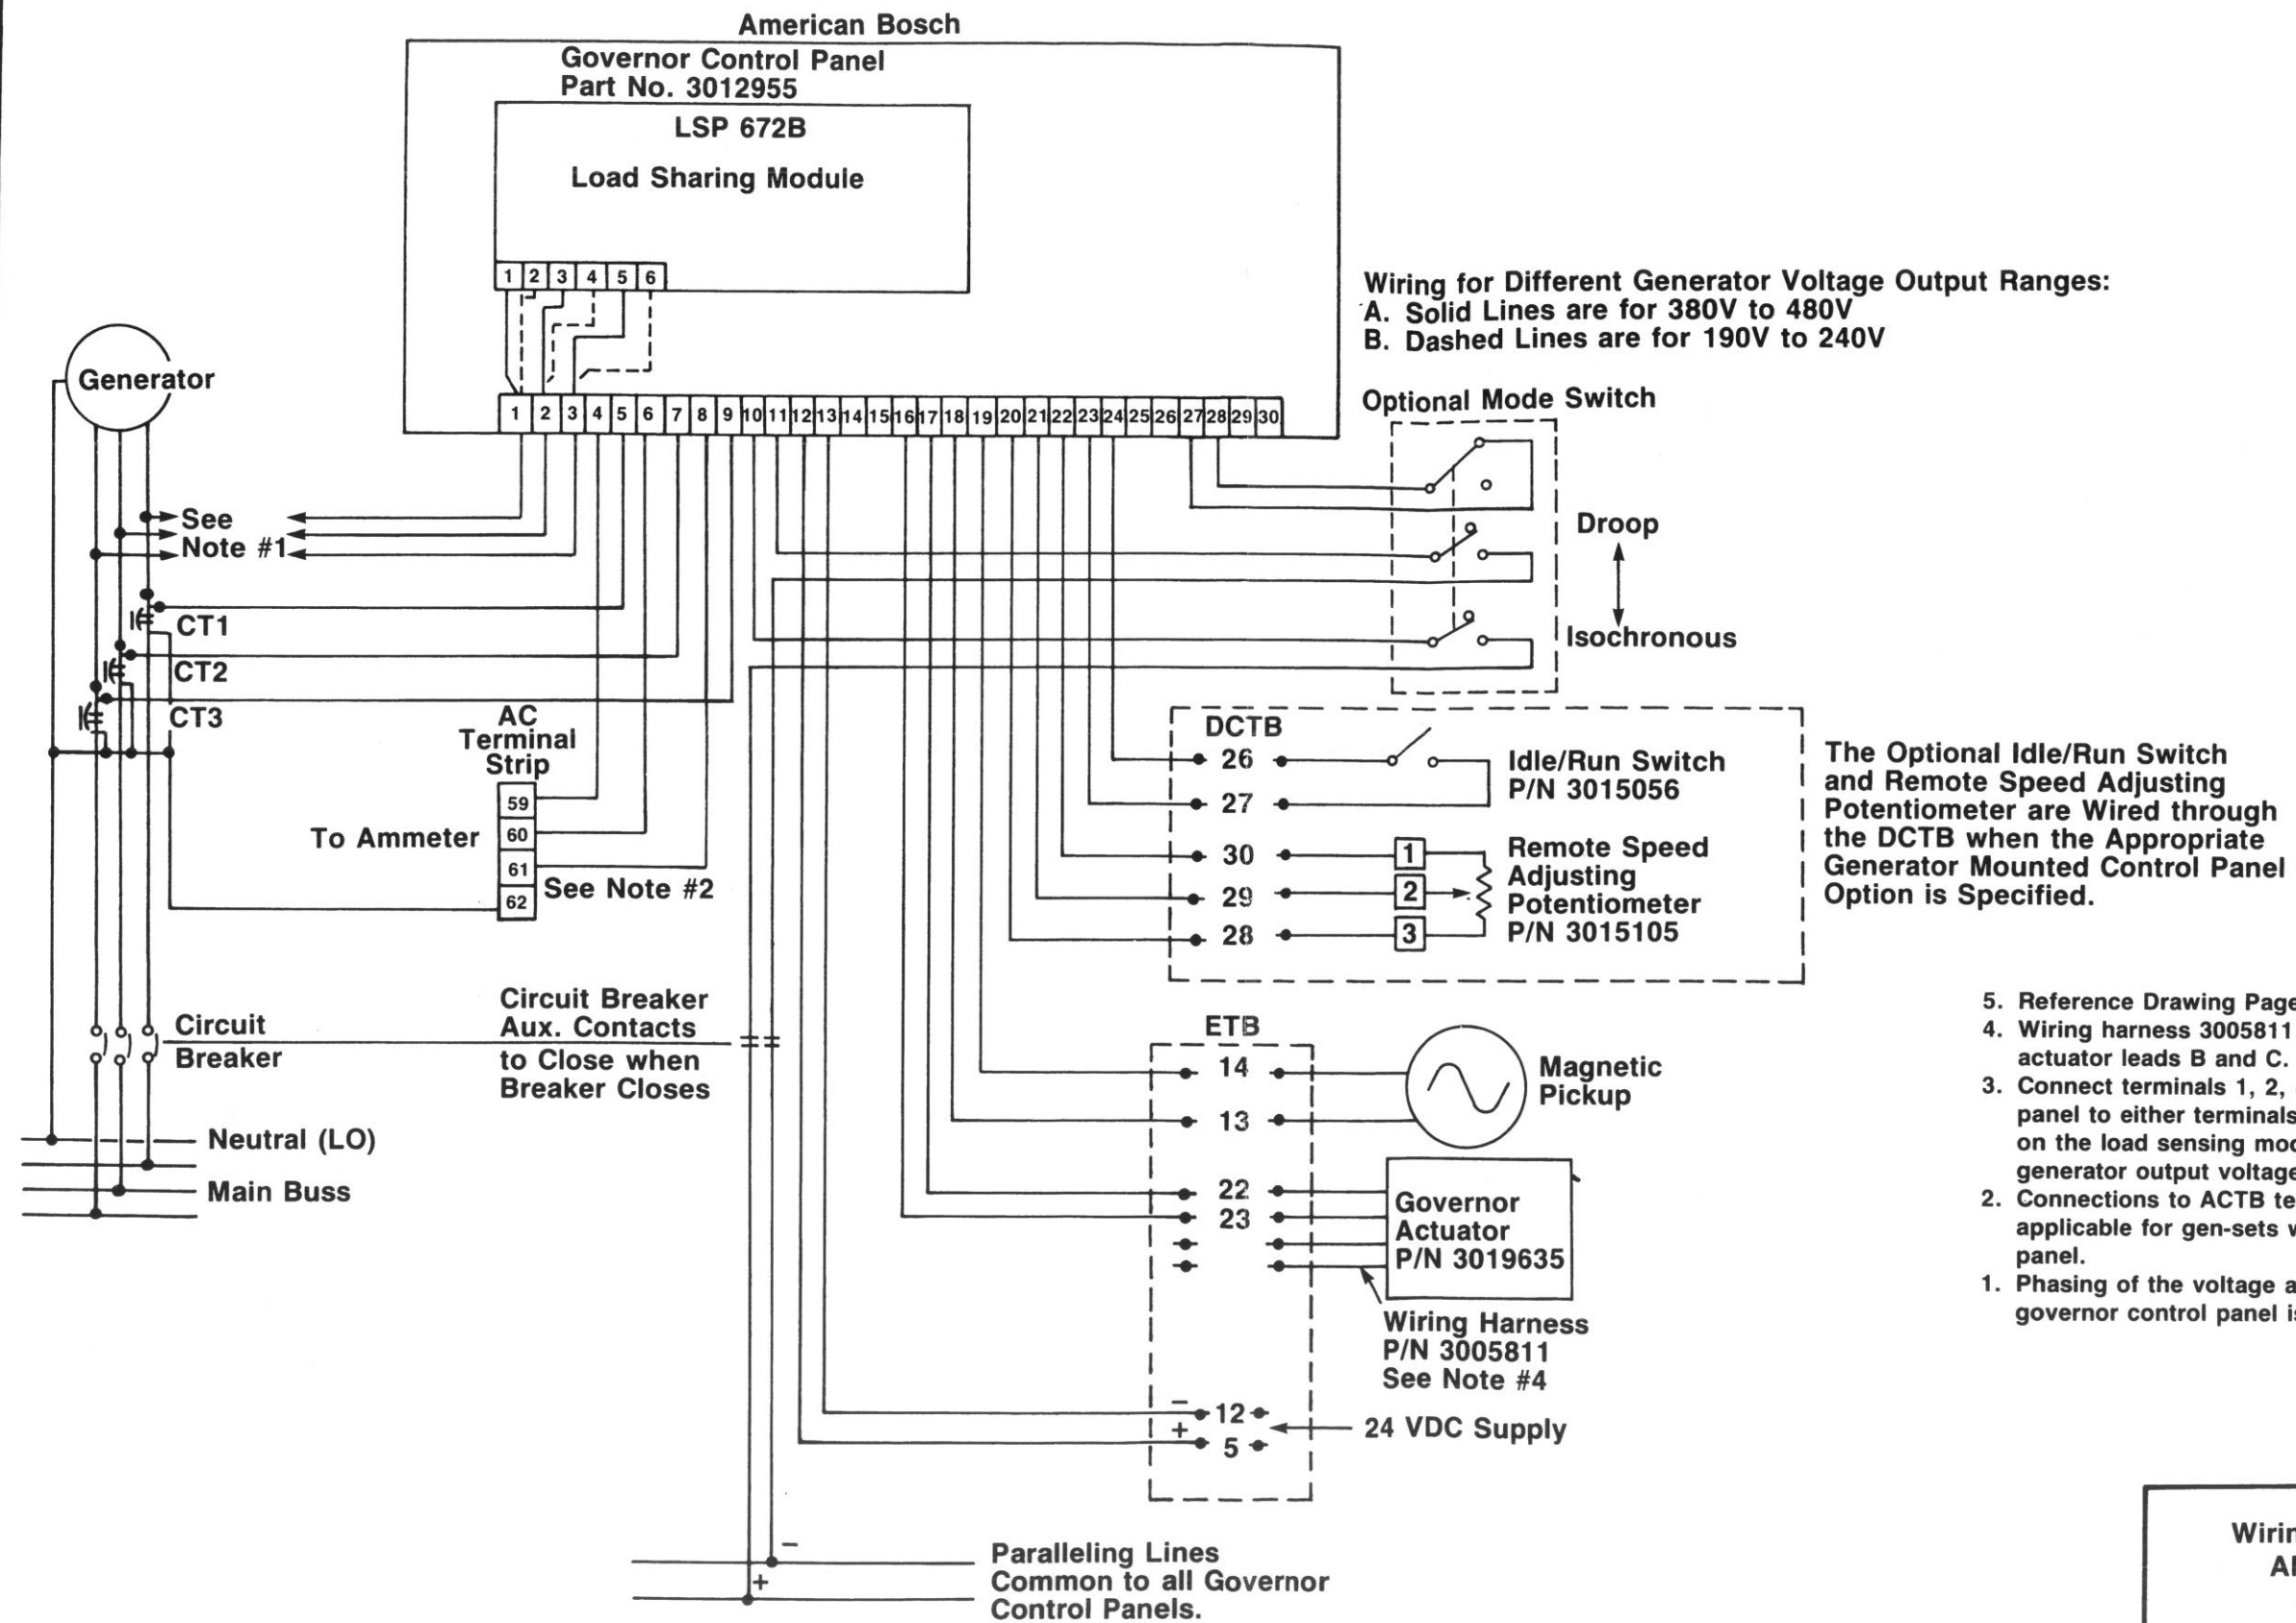 American Bosch
Governor Control Panel
Part No. 3012955
LSP 672B
Load Sharing Module
1 2 3 4 5 6
Wiring for Different Generator Voltage Output Ranges:
A. Solid Lines are for 380V to 480V
B. Dashed Lines are for 190V to 240V
Generator
1 2 3 4 5 6 7 8 9 10 11 12 13 14 15 16 17 18 19 20 21 22 23 24 25 26 27 28 29 30
Optional Mode Switch
See
Note #1
Droop
Isochronous
CT1
CT2
CT3
AC
Terminal
Strip
59
60
61
62
To Ammeter
See Note #2
DCTB
26
27
30
29
28
Idle/Run Switch
P/N 3015056
1
2
3
Remote Speed
Adjusting
Potentiometer
P/N 3015105
The Optional Idle/Run Switch
and Remote Speed Adjusting
Potentiometer are Wired through
the DCTB when the Appropriate
Generator Mounted Control Panel
Option is Specified.
Circuit
Breaker
Circuit Breaker
Aux. Contacts
to Close when
Breaker Closes
Neutral (LO)
Main Buss
ETB
14
13
22
23
Magnetic
Pickup
Governor
Actuator
P/N 3019635
Wiring Harness
P/N 3005811
See Note #4
− 12
+ 5
24 VDC Supply
−
+
Paralleling Lines
Common to all Governor
Control Panels.
5. Reference Drawing Page
4. Wiring harness 3005811
actuator leads B and C.
3. Connect terminals 1, 2,
panel to either terminals
on the load sensing
generator output voltage
2. Connections to ACTB
applicable for gen-sets
panel.
1. Phasing of the voltage
governor control panel